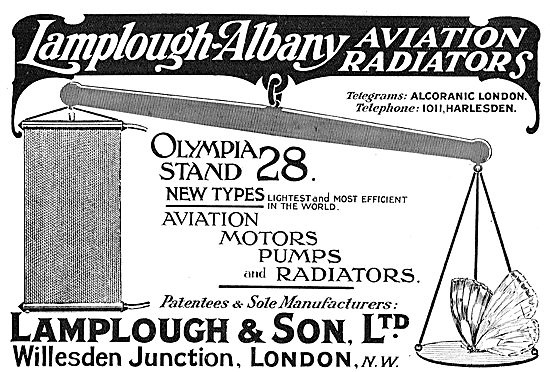 Lamplough-Albany AVIATION RADIATORS
Telegrams: ALCORANIC LONDON.
Telephone: 1011, HARLESDEN.
OLYMPIA
STAND 28.
NEW TYPES LIGHTEST and MOST EFFICIENT
IN THE WORLD.
AVIATION
MOTORS
PUMPS
and RADIATORS.
Patentees & Sole Manufacturers:
LAMPLOUGH & SON, LTD
Willesden Junction, LONDON, N.W.